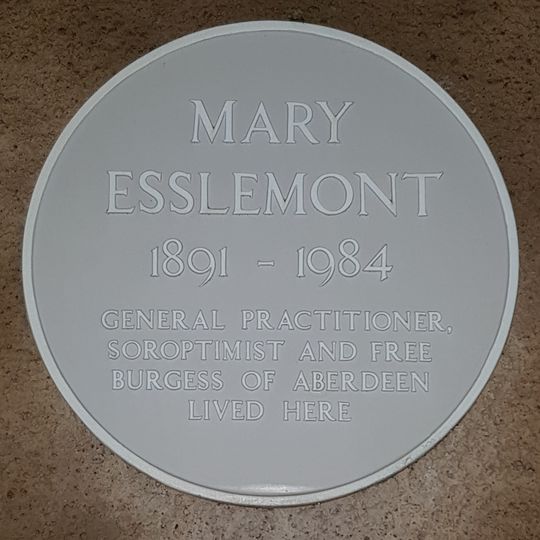 MARY
ESSLEMONT
1891 - 1984
GENERAL PRACTITIONER,
SOROPTIMIST AND FREE
BURGESS OF ABERDEEN
LIVED HERE